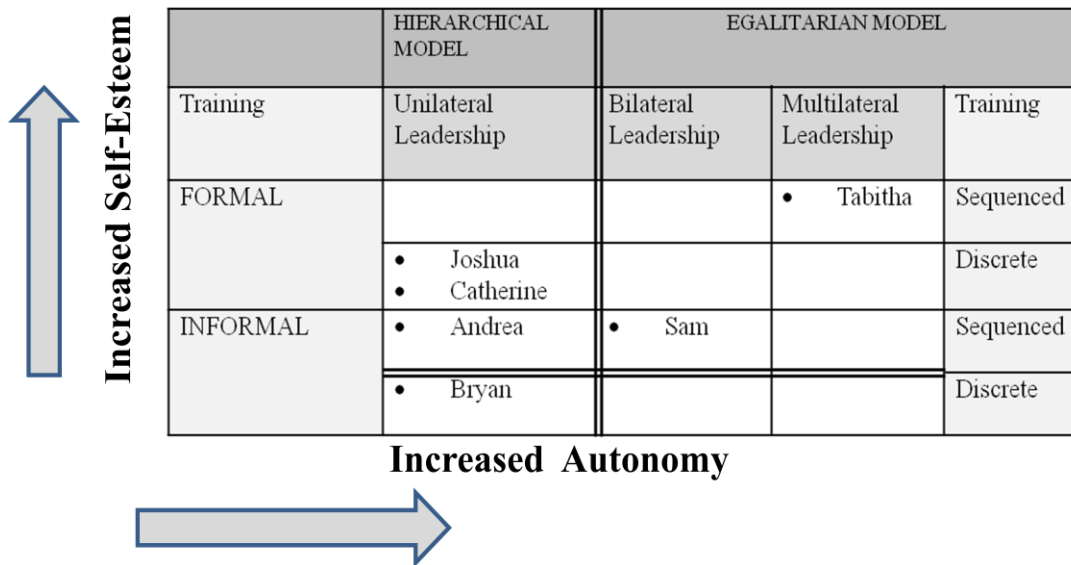 Increased Self-Esteem
HIERARCHICAL
MODEL
EGALITARIAN MODEL
Training
Unilateral
Leadership
Bilateral
Leadership
Multilateral
Leadership
Training
FORMAL
• Tabitha
Sequenced
• Joshua
• Catherine
Discrete
INFORMAL
• Andrea
• Sam
Sequenced
• Bryan
Discrete
Increased Autonomy